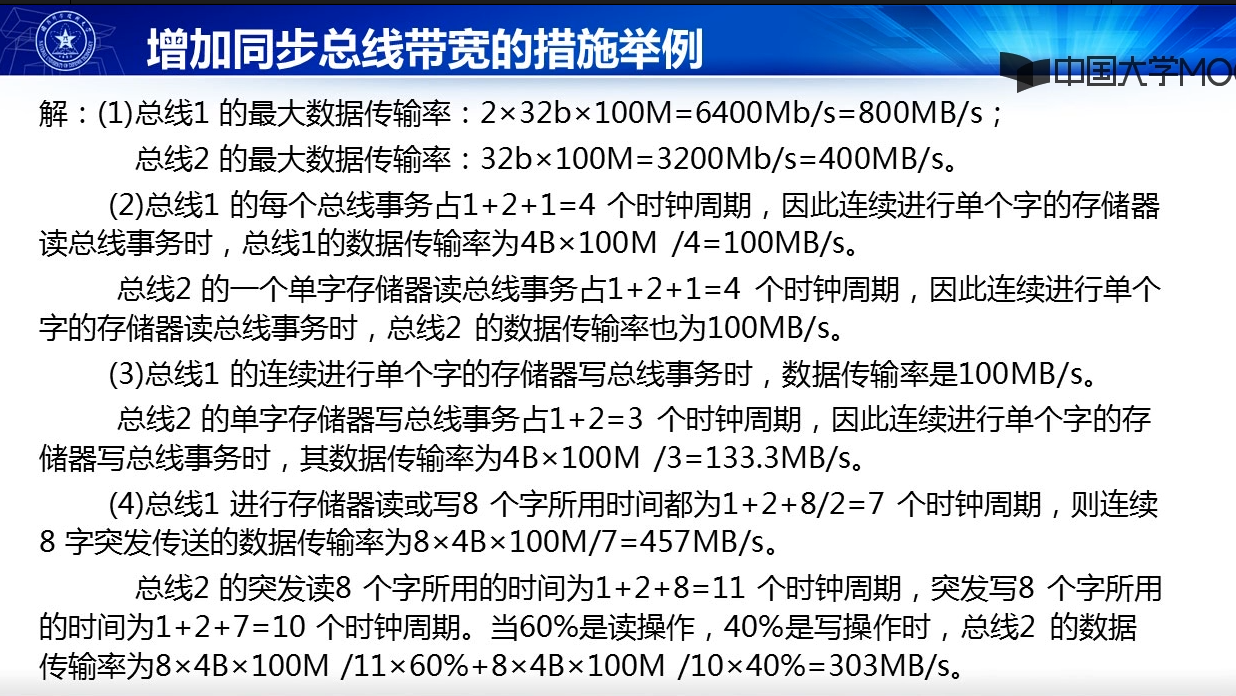 增加同步总线带宽的措施举例
中国大学MOO
解：(1)总线1 的最大数据传输率：2×32b×100M=6400Mb/s=800MB/s；
总线2 的最大数据传输率：32b×100M=3200Mb/s=400MB/s。
(2)总线1 的每个总线事务占1+2+1=4 个时钟周期，因此连续进行单个字的存储器
读总线事务时，总线1的数据传输率为4B×100M /4=100MB/s。
总线2 的一个单字存储器读总线事务占1+2+1=4 个时钟周期，因此连续进行单个
字的存储器读总线事务时，总线2 的数据传输率也为100MB/s。
(3)总线1 的连续进行单个字的存储器写总线事务时，数据传输率是100MB/s。
总线2 的单字存储器写总线事务占1+2=3 个时钟周期，因此连续进行单个字的存
储器写总线事务时，其数据传输率为4B×100M /3=133.3MB/s。
(4)总线1 进行存储器读或写8 个字所用时间都为1+2+8/2=7 个时钟周期，则连续
8 字突发传送的数据传输率为8×4B×100M/7=457MB/s。
总线2 的突发读8 个字所用的时间为1+2+8=11 个时钟周期，突发写8 个字所用
的时间为1+2+7=10 个时钟周期。当60%是读操作，40%是写操作时，总线2 的数据
传输率为8×4B×100M /11×60%+8×4B×100M /10×40%=303MB/s。